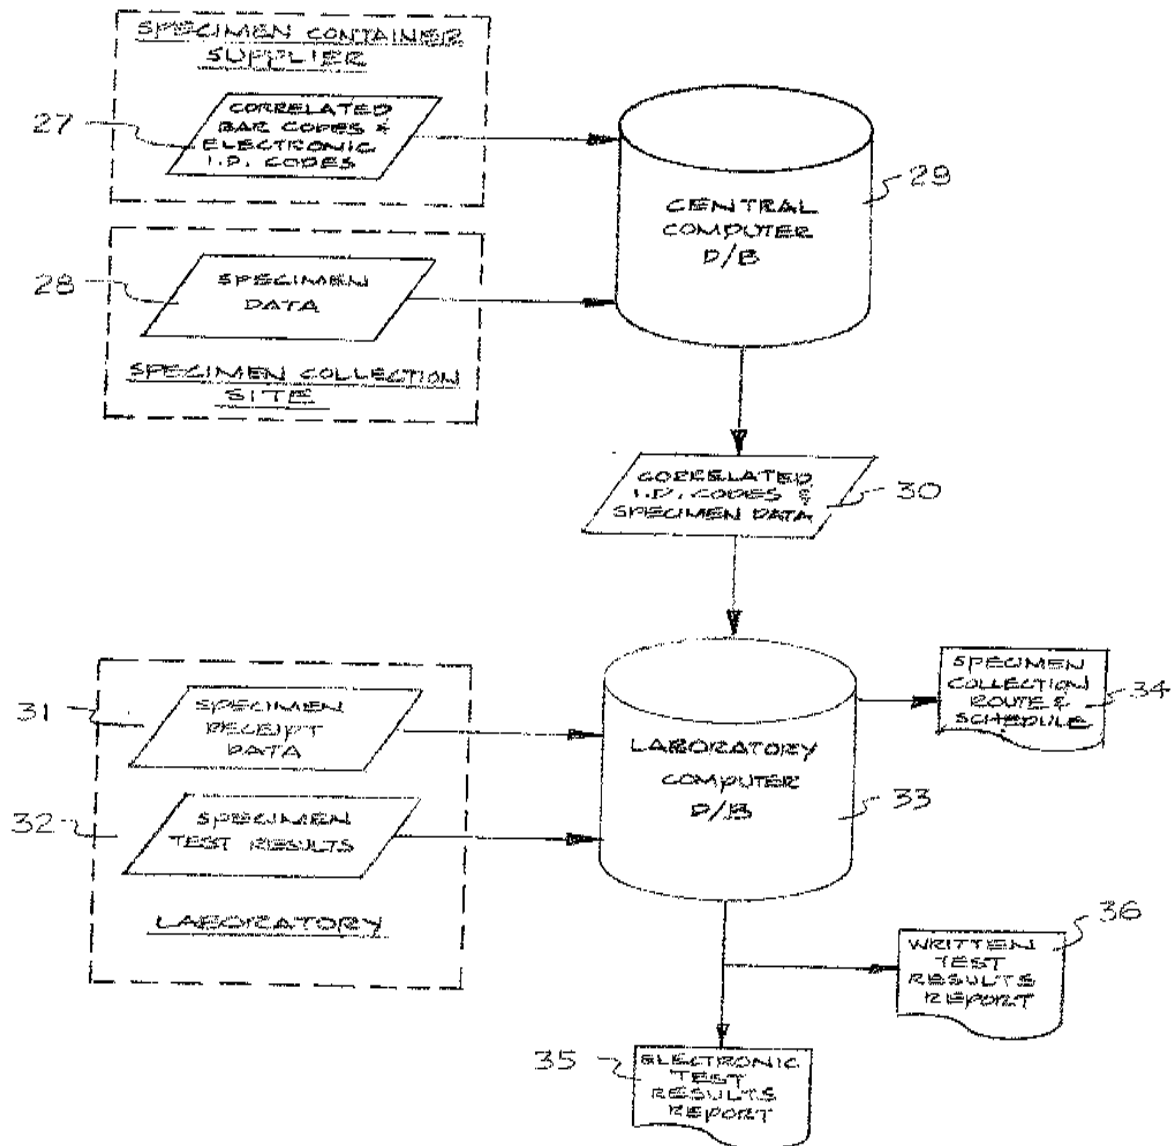 SPECIMEN CONTAINER
SUPPLIER
27
CORRELATED
BAR CODES &
ELECTRONIC
I.D. CODES
28
SPECIMEN
DATA
SPECIMEN COLLECTION
SITE
CENTRAL
COMPUTER
D/B
29
CORRELATED
I.D. CODES &
SPECIMEN DATA
30
31
SPECIMEN
RECEIPT
DATA
32
SPECIMEN
TEST RESULTS
LABORATORY
LABORATORY
COMPUTER
D/B
33
SPECIMEN
COLLECTION
ROUTE &
SCHEDULE
34
36
WRITTEN
TEST
RESULTS
REPORT
35
ELECTRONIC
TEST
RESULTS
REPORT